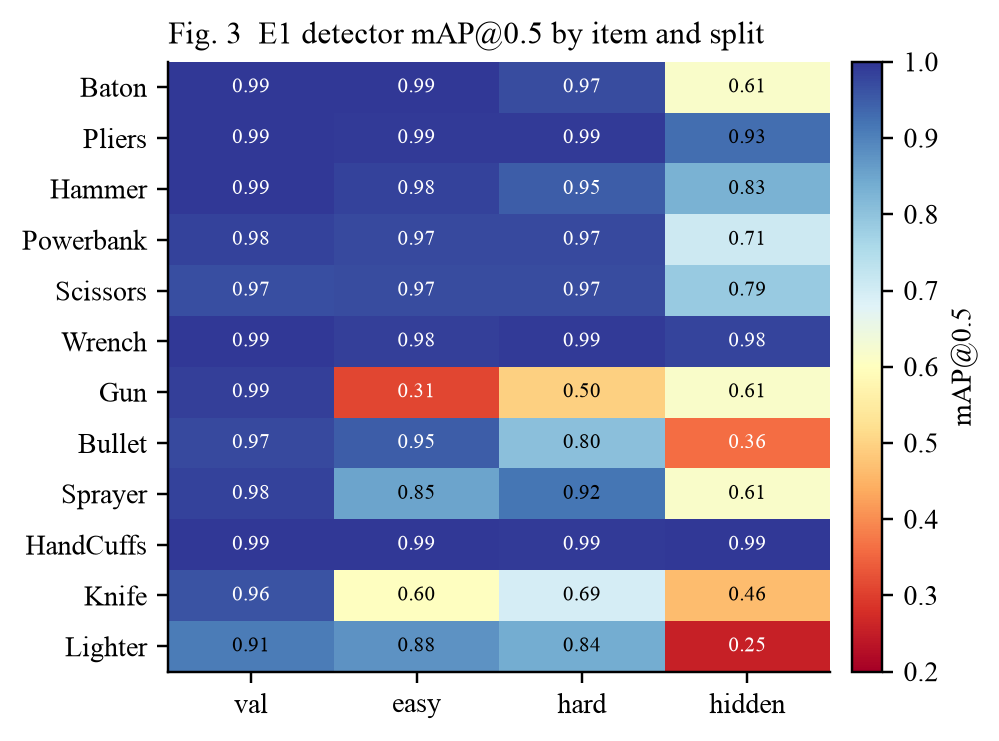 Fig. 3  E1 detector mAP@0.5 by item and split
Baton 0.99 0.99 0.97 0.61
Pliers 0.99 0.99 0.99 0.93
Hammer 0.99 0.98 0.95 0.83
Powerbank 0.98 0.97 0.97 0.71
Scissors 0.97 0.97 0.97 0.79
Wrench 0.99 0.98 0.99 0.98
Gun 0.99 0.31 0.50 0.61
Bullet 0.97 0.95 0.80 0.36
Sprayer 0.98 0.85 0.92 0.61
HandCuffs 0.99 0.99 0.99 0.99
Knife 0.96 0.60 0.69 0.46
Lighter 0.91 0.88 0.84 0.25
val easy hard hidden
1.0
0.9
0.8
0.7
0.6
0.5
0.4
0.3
0.2
mAP@0.5